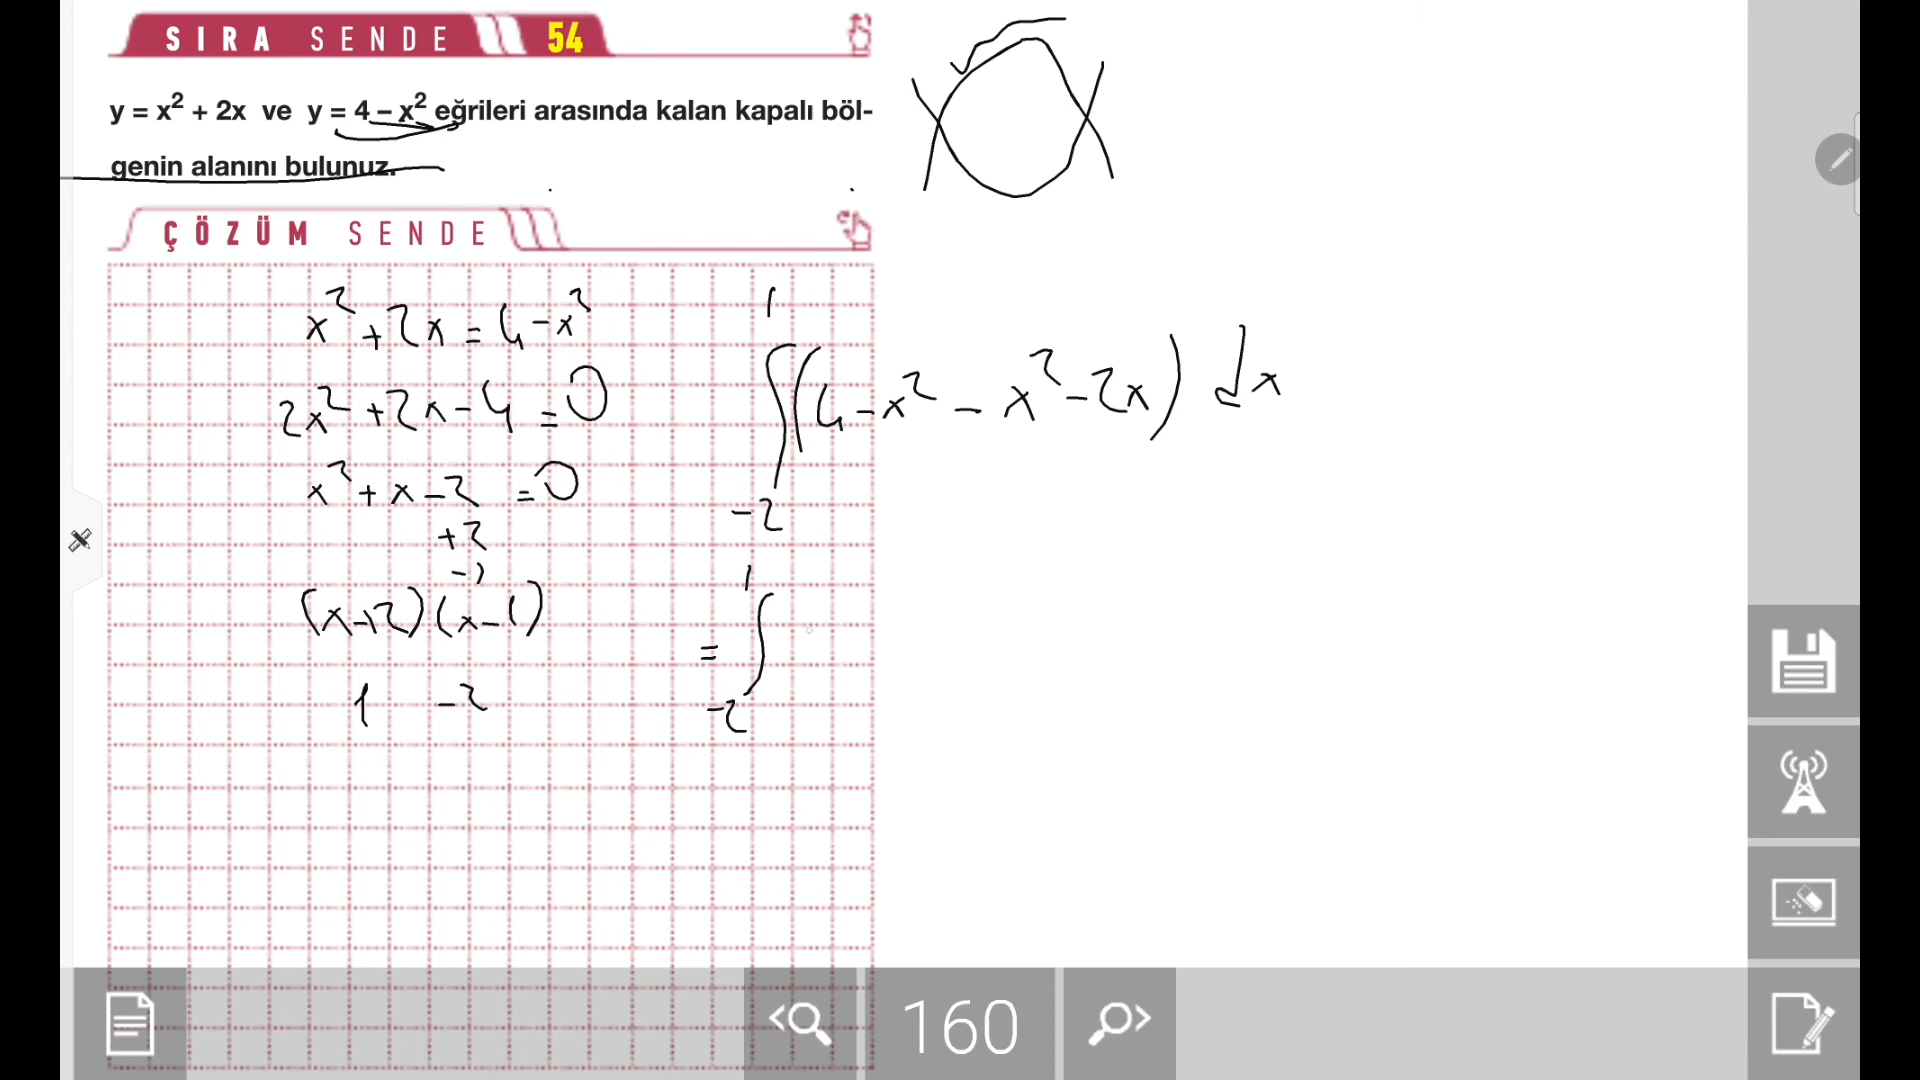 SIRA SENDE 54
y = x² + 2x ve y = 4 – x² eğrileri arasında kalan kapalı böl-
genin alanını bulunuz.
ÇÖZÜM SENDE
x² + 2x = 4 - x²
2x² + 2x - 4 = 0
x² + x - 2 = 0
+2
-1
(x+2)(x-1)
1 -2
1
∫(4 - x² - x² - 2x) dx
-2
1
= ∫
-2
160